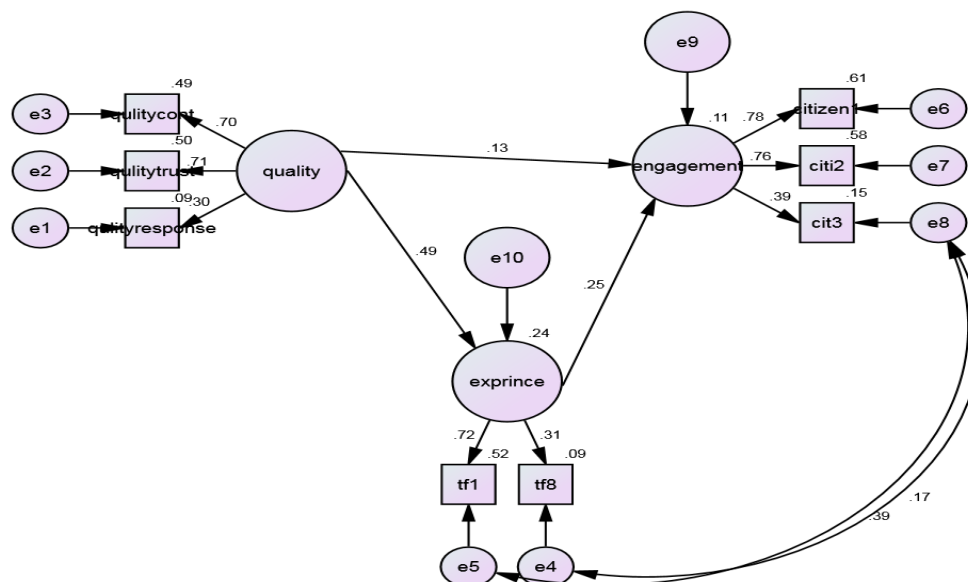 e9
.49
.61
e3
qulitycont
.70
.11
.78
citizen1
e6
.50
.58
e2
qulitytrust
.71
quality
.13
engagement
.76
citi2
e7
.09
.30
.39
.15
e1
qulityresponse
cit3
e8
.49
e10
.25
.24
exprince
.72
.31
.52
.09
tf1
tf8
.17
.39
e5
e4